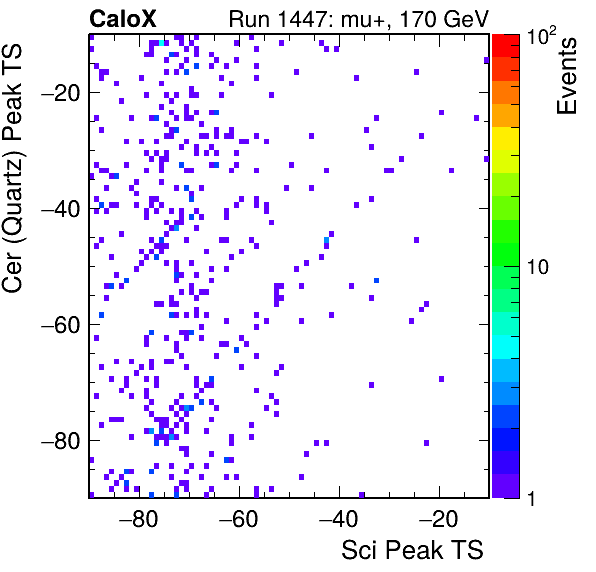 CaloX Run 1447: mu+, 170 GeV
Cer (Quartz) Peak TS
−20
−40
−60
−80
−80 −60 −40 −20
Sci Peak TS
10²
10
1
Events